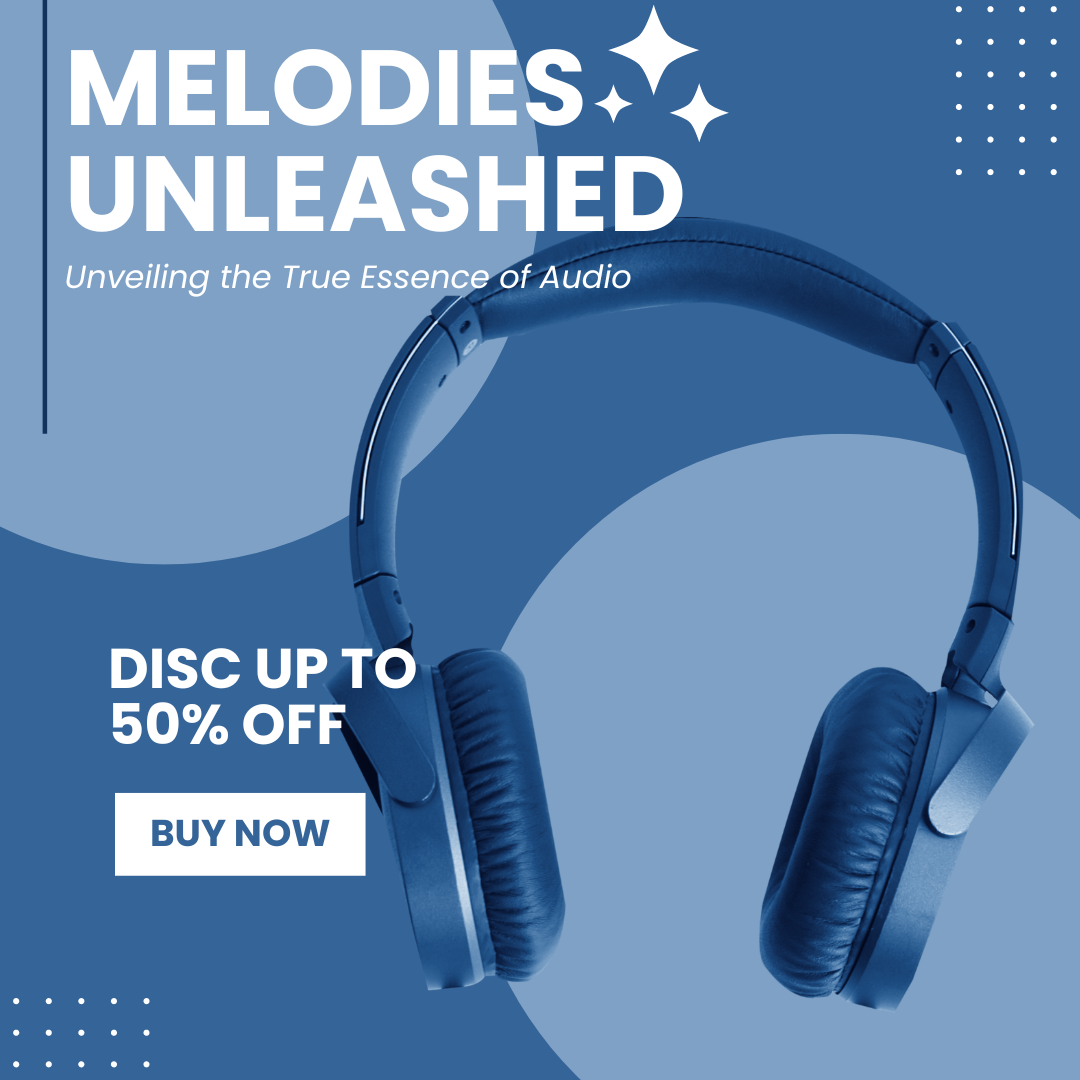 MELODIES
UNLEASHED
Unveiling the True Essence of Audio
DISC UP TO
50% OFF
BUY NOW